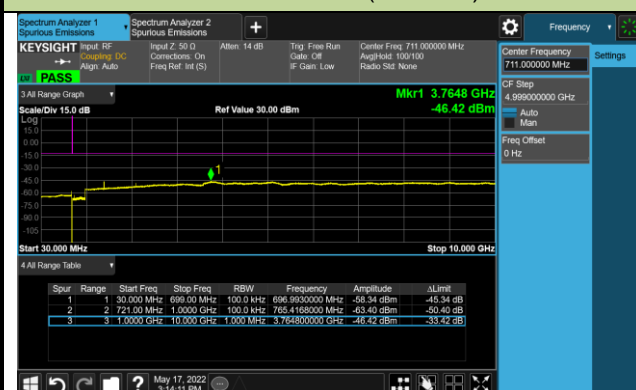 Spectrum Analyzer 1
Spurious Emissions
Spectrum Analyzer 2
Spurious Emissions
+
Frequency
KEYSIGHT
Input: RF
Coupling: DC
Align: Auto
Input Z: 50 Ω
Corrections: On
Freq Ref: Int (S)
Atten: 14 dB
Trig: Free Run
Gate: Off
IF Gain: Low
Center Freq: 711.000000 MHz
Avg|Hold: 100/100
Radio Std: None
LW PASS
Center Frequency
711.000000 MHz
Settings
CF Step
4.999000000 GHz
Auto
Man
Freq Offset
0 Hz
3 All Range Graph
Mkr1 3.7648 GHz
Scale/Div 15.0 dB
Ref Value 30.00 dBm
-46.42 dBm
Log
15.0
0.00
-15.0
-30.0
-45.0
-60.0
-75.0
-90.0
-105
1
Start 30.000 MHz
Stop 10.000 GHz
4 All Range Table
Spur Range Start Freq Stop Freq RBW Frequency Amplitude ΔLimit
1 1 30.000 MHz 699.00 MHz 100.0 kHz 696.9930000 MHz -58.34 dBm -45.34 dB
2 2 721.00 MHz 1.0000 GHz 100.0 kHz 765.4168000 MHz -63.40 dBm -50.40 dB
3 3 1.0000 GHz 10.000 GHz 1.000 MHz 3.764800000 GHz -46.42 dBm -33.42 dB
?
May 17, 2022
3:14:11 PM